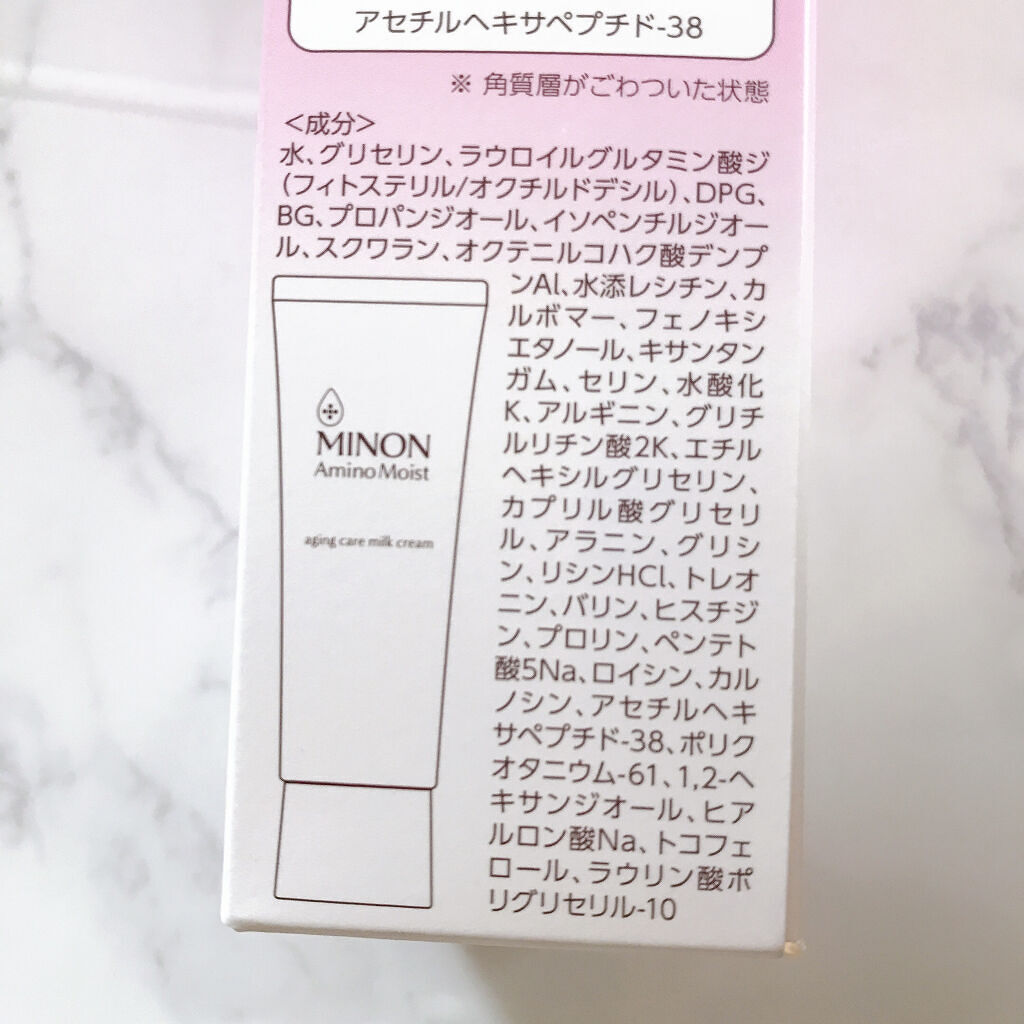 アセチルヘキサペプチド-38
※ 角質層がごわついた状態
＜成分＞
水、グリセリン、ラウロイルグルタミン酸ジ
（フィトステリル/オクチルドデシル）、DPG、
BG、プロパンジオール、イソペンチルジオー
ル、スクワラン、オクテニルコハク酸デンプ
ンAl、水添レシチン、カ
ルボマー、フェノキシ
エタノール、キサンタン
ガム、セリン、水酸化
K、アルギニン、グリチ
ルリチン酸2K、エチル
ヘキシルグリセリン、
カプリル酸グリセリ
ル、アラニン、グリシ
ン、リシンHCl、トレオ
ニン、バリン、ヒスチジ
ン、プロリン、ペンテト
酸5Na、ロイシン、カル
ノシン、アセチルヘキ
サペプチド-38、ポリク
オタニウム-61、1,2-ヘ
キサンジオール、ヒア
ルロン酸Na、トコフェ
ロール、ラウリン酸ポ
リグリセリル-10
MINON
Amino Moist
aging care milk cream